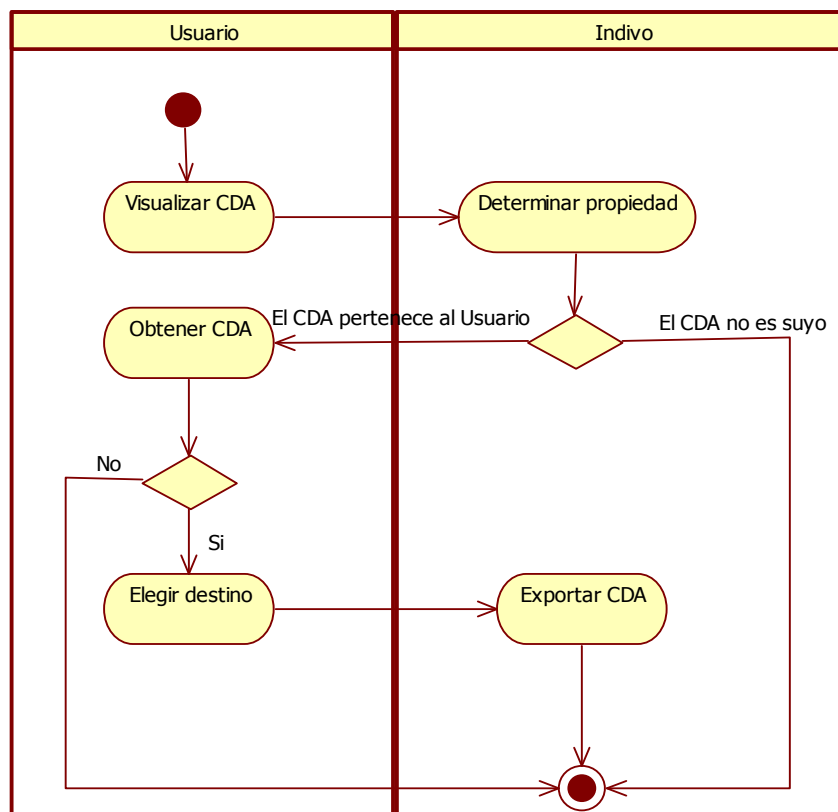 Usuario
Indivo
Visualizar CDA
Determinar propiedad
Obtener CDA
El CDA pertenece al Usuario
El CDA no es suyo
No
Si
Elegir destino
Exportar CDA